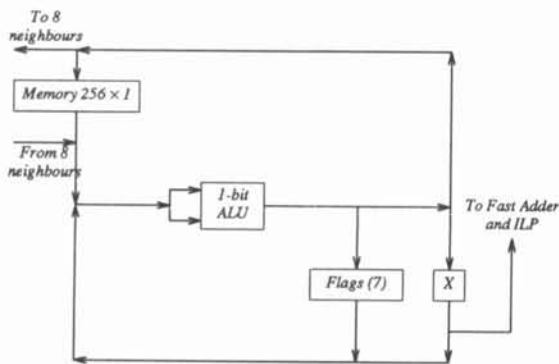 To 8
neighbours
Memory 256 × 1
From 8
neighbours
1-bit
ALU
To Fast Adder
and ILP
Flags (7)
X